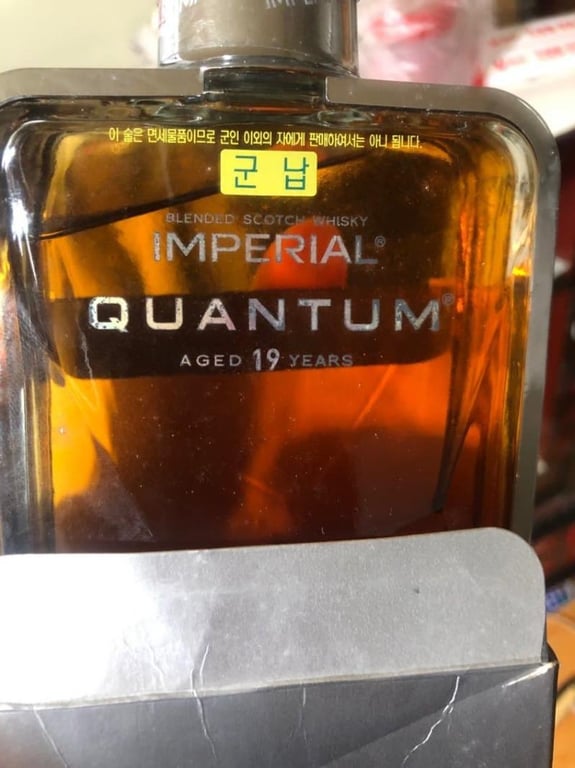 IMPERIAL
이 술은 면세물품이므로 군인 이외의 자에게 판매하여서는 아니 됩니다.
군 납
BLENDED SCOTCH WHISKY
IMPERIAL®
QUANTUM®
AGED 19 YEARS